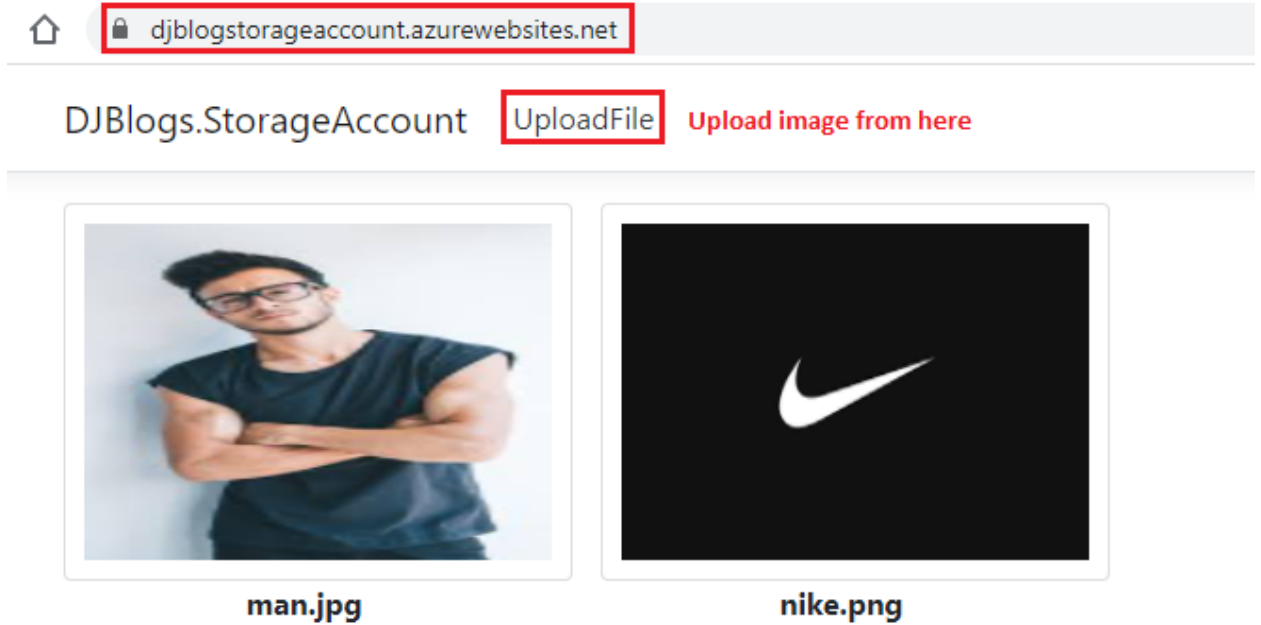 djblogstorageaccount.azurewebsites.net
DJBlogs.StorageAccount UploadFile Upload image from here
man.jpg nike.png